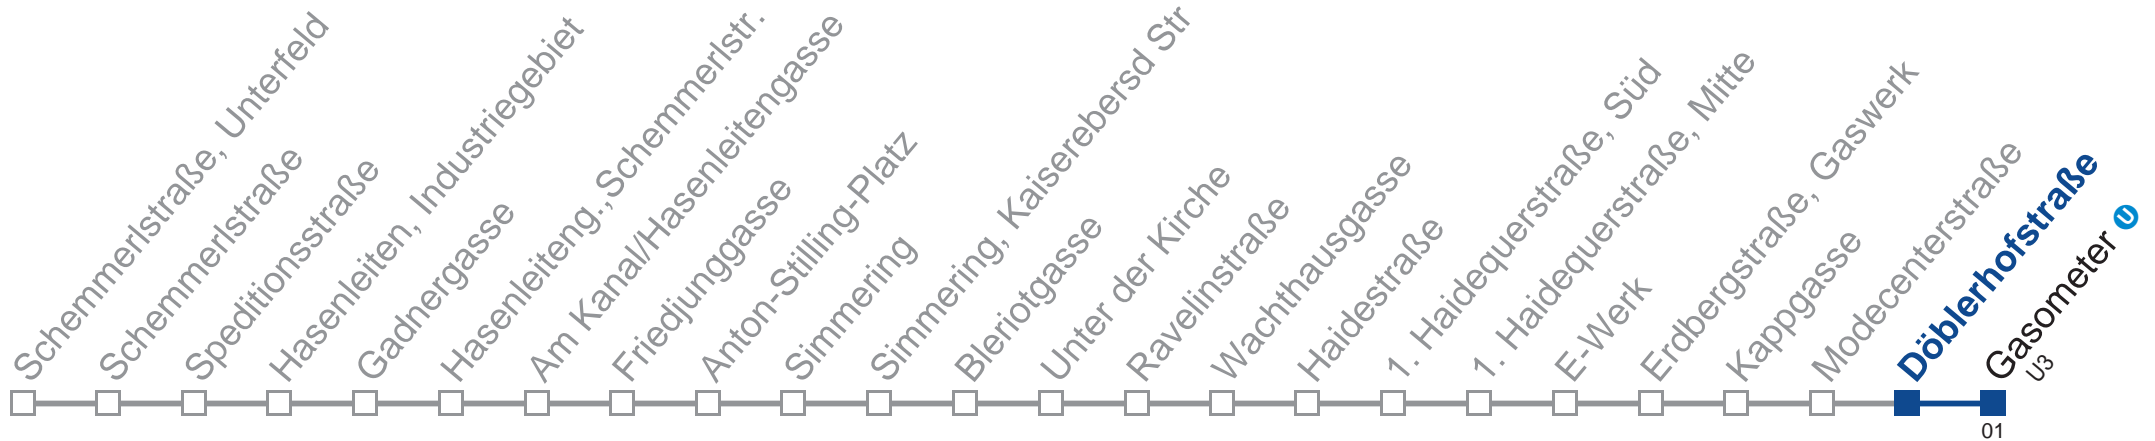 Schemmerlstraße, Unterfeld
Schemmerlstraße
Speditionsstraße
Hasenleiten, Industriegebiet
Gadnergasse
Hasenleiteng.,Schemmerlstr.
Am Kanal/Hasenleitengasse
Friedjunggasse
Anton-Stilling-Platz
Simmering
Simmering, Kaiserebersd Str
Bleriotgasse
Unter der Kirche
Ravelinstraße
Wachthausgasse
Haidestraße
1. Haidequerstraße, Süd
1. Haidequerstraße, Mitte
E-Werk
Erdbergstraße, Gaswerk
Kappgasse
Modecenterstraße
Döblerhofstraße
Gasometer U
U3
01